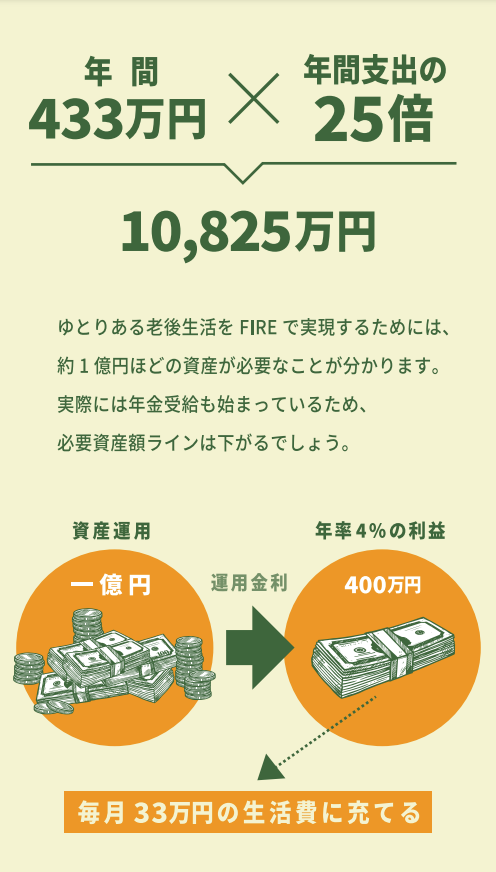 年間
433万円
年間支出の
25倍
10,825万円
ゆとりある老後生活を FIRE で実現するためには、
約 1 億円ほどの資産が必要なことが分かります。
実際には年金受給も始まっているため、
必要資産額ラインは下がるでしょう。
資産運用
一億円
運用金利
年率4%の利益
400万円
毎月 33万円の生活費に充てる